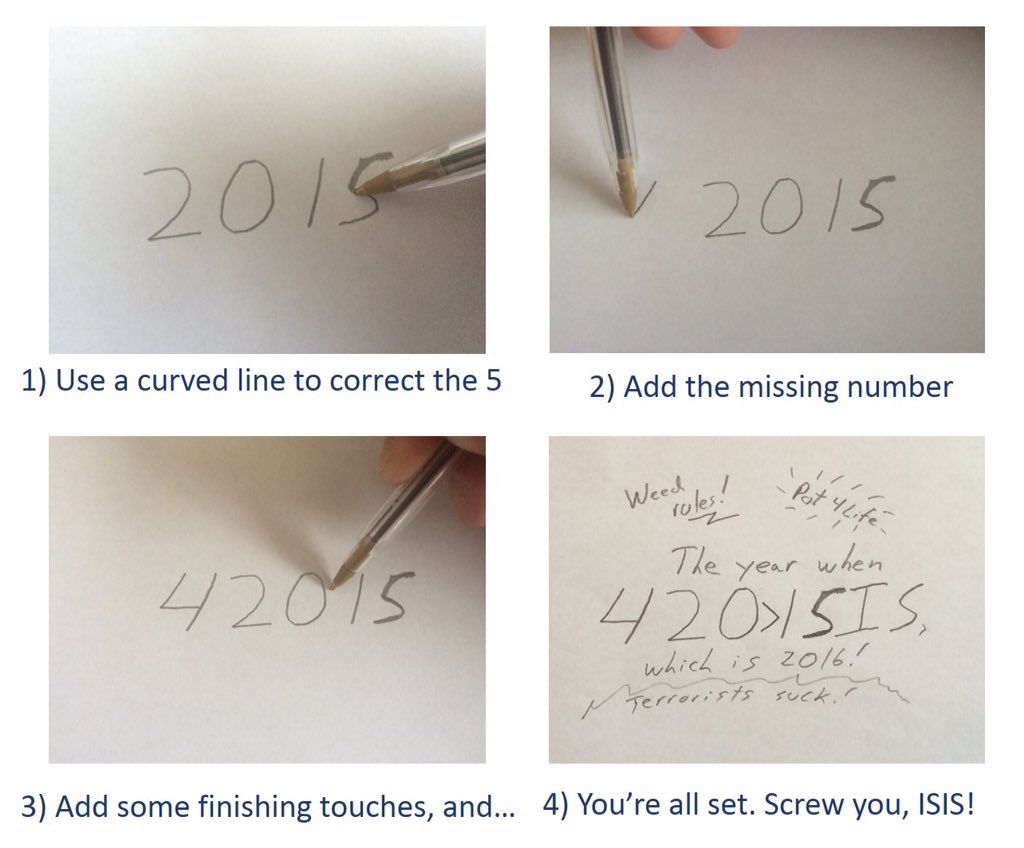 2015
2015
1) Use a curved line to correct the 5
2) Add the missing number
42015
Weed
rules!
Pot 4 Life
The year when
420>15IS,
which is 2016!
Terrorists suck!
3) Add some finishing touches, and...
4) You're all set. Screw you, ISIS!